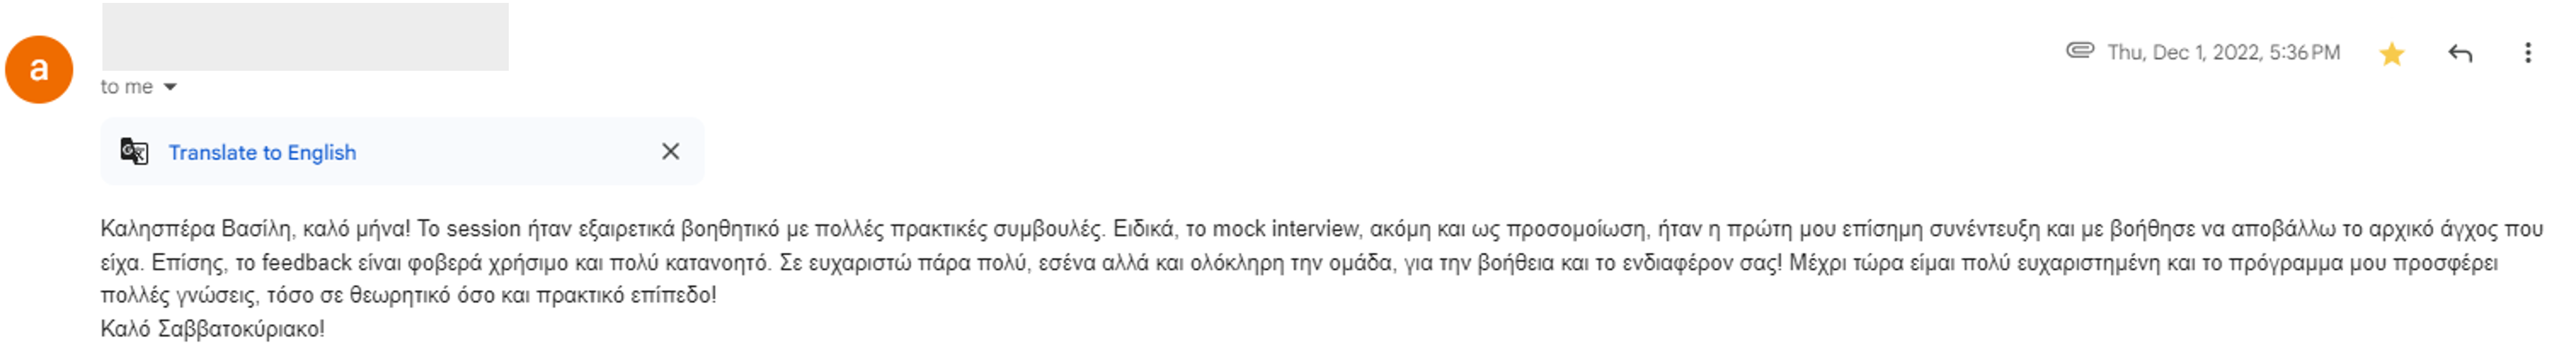 a
Thu, Dec 1, 2022, 5:36 PM
to me
Translate to English
Καλησπέρα Βασίλη, καλό μήνα! Το session ήταν εξαιρετικά βοηθητικό με πολλές πρακτικές συμβουλές. Ειδικά, το mock interview, ακόμη και ως προσομοίωση, ήταν η πρώτη μου επίσημη συνέντευξη και με βοήθησε να αποβάλλω το αρχικό άγχος που
είχα. Επίσης, το feedback είναι φοβερά χρήσιμο και πολύ κατανοητό. Σε ευχαριστώ πάρα πολύ, εσένα αλλά και ολόκληρη την ομάδα, για την βοήθεια και το ενδιαφέρον σας! Μέχρι τώρα είμαι πολύ ευχαριστημένη και το πρόγραμμα μου προσφέρει
πολλές γνώσεις, τόσο σε θεωρητικό όσο και πρακτικό επίπεδο!
Καλό Σαββατοκύριακο!